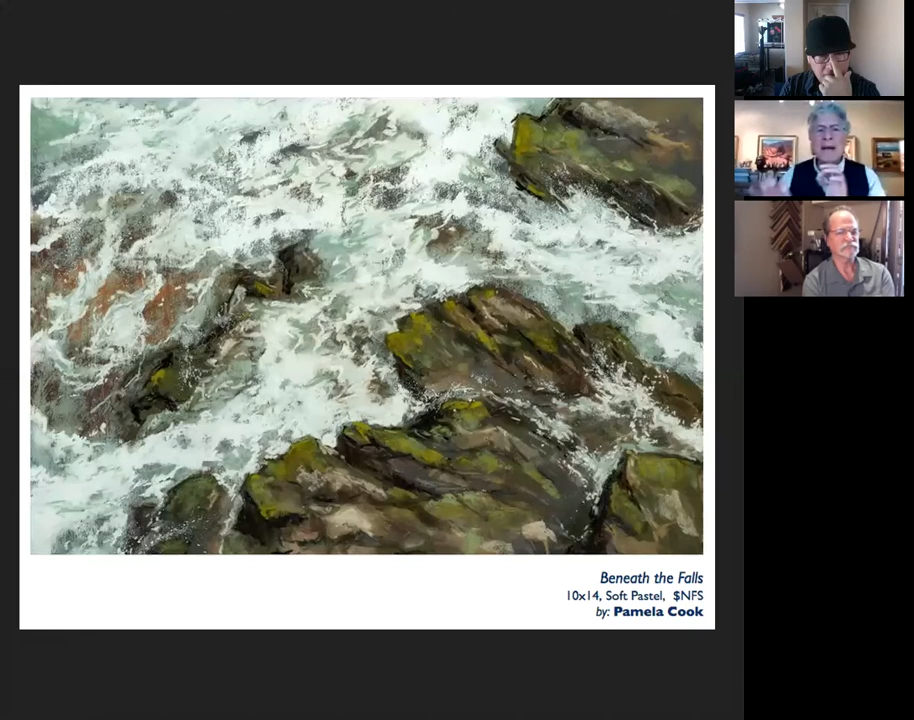 Beneath the Falls
10x14, Soft Pastel, $NFS
by: Pamela Cook